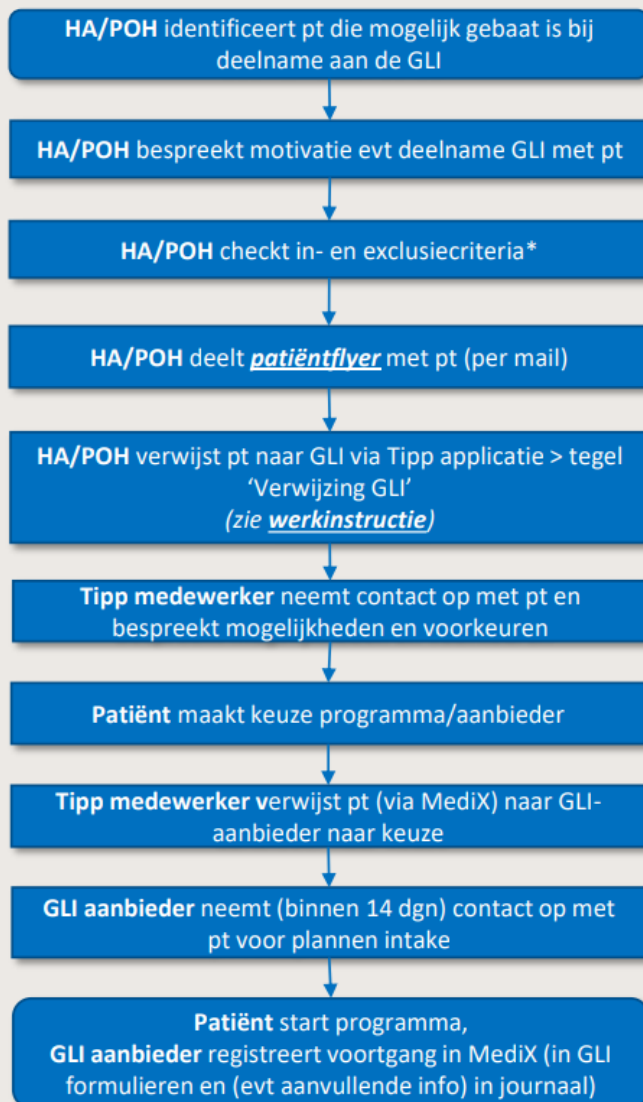 HA/POH identificeert pt die mogelijk gebaat is bij
deelname aan de GLI
HA/POH bespreekt motivatie evt deelname GLI met pt
HA/POH checkt in- en exclusiecriteria*
HA/POH deelt patiëntflyer met pt (per mail)
HA/POH verwijst pt naar GLI via Tipp applicatie > tegel
‘Verwijzing GLI’
(zie werkinstructie)
Tipp medewerker neemt contact op met pt en
bespreekt mogelijkheden en voorkeuren
Patiënt maakt keuze programma/aanbieder
Tipp medewerker verwijst pt (via MediX) naar GLI-
aanbieder naar keuze
GLI aanbieder neemt (binnen 14 dgn) contact op met
pt voor plannen intake
Patiënt start programma,
GLI aanbieder registreert voortgang in MediX (in GLI
formulieren en (evt aanvullende info) in journaal)